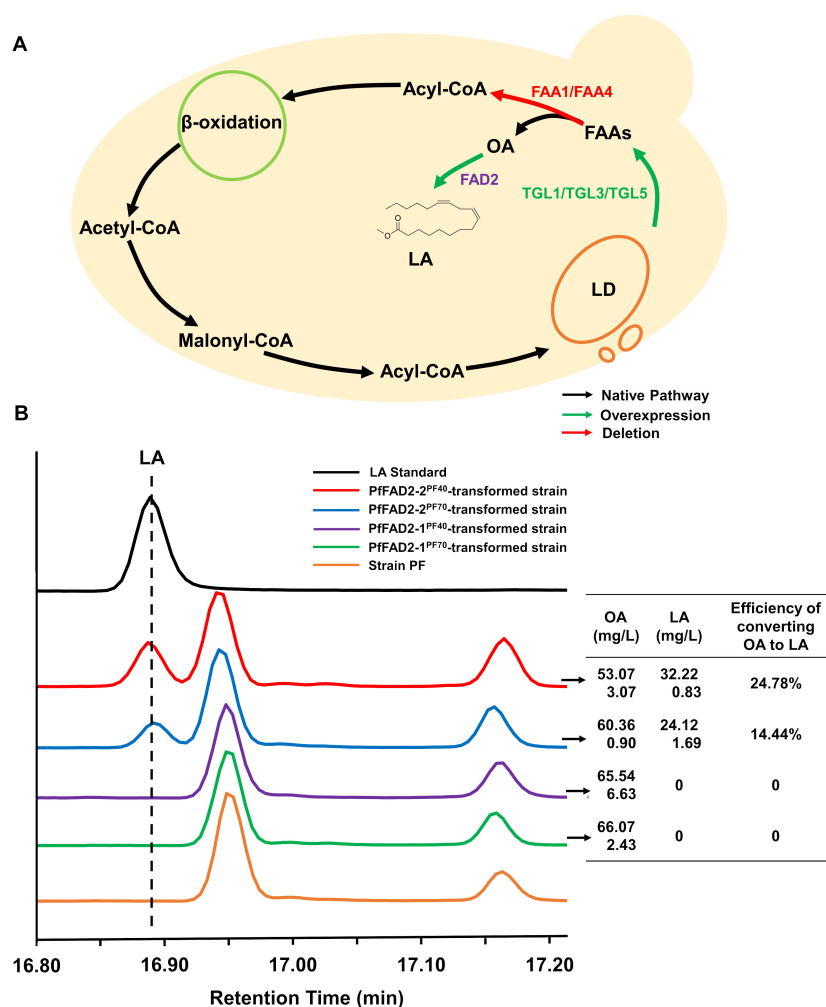 A
Acyl-CoA
FAA1/FAA4
β-oxidation
FAAs
OA
FAD2
TGL1/TGL3/TGL5
Acetyl-CoA
O
O
LA
LD
Malonyl-CoA
Acyl-CoA
Native Pathway
Overexpression
Deletion
B
LA
LA Standard
PfFAD2-2PF40-transformed strain
PfFAD2-2PF70-transformed strain
PfFAD2-1PF40-transformed strain
PfFAD2-1PF70-transformed strain
Strain PF
OA (mg/L) LA (mg/L) Efficiency of converting OA to LA
53.07 32.22 24.78%
3.07 0.83
60.36 24.12 14.44%
0.90 1.69
65.54 0 0
6.63
66.07 0 0
2.43
16.80 16.90 17.00 17.10 17.20
Retention Time (min)